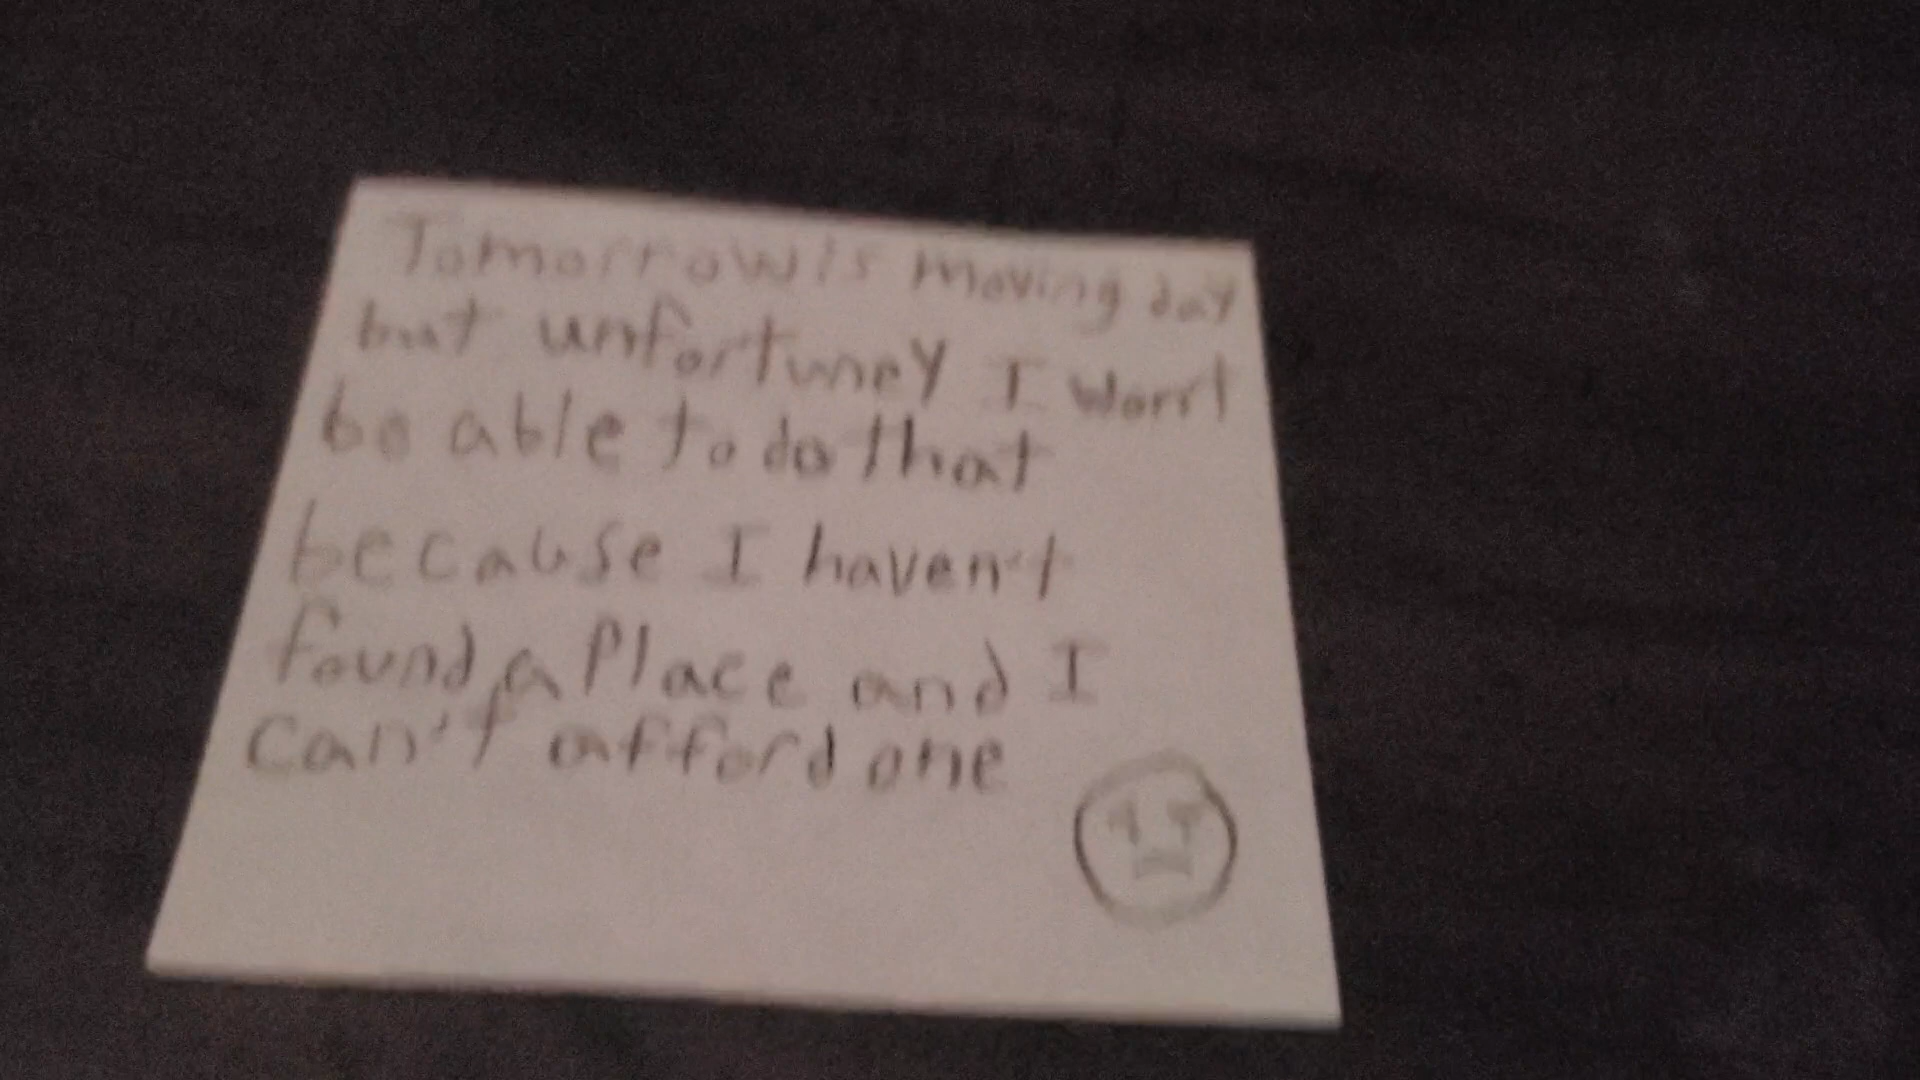 Tomorrow is moving day
but unfortuney I won't
be able to do that
because I haven't
found a place and I
can't afford one